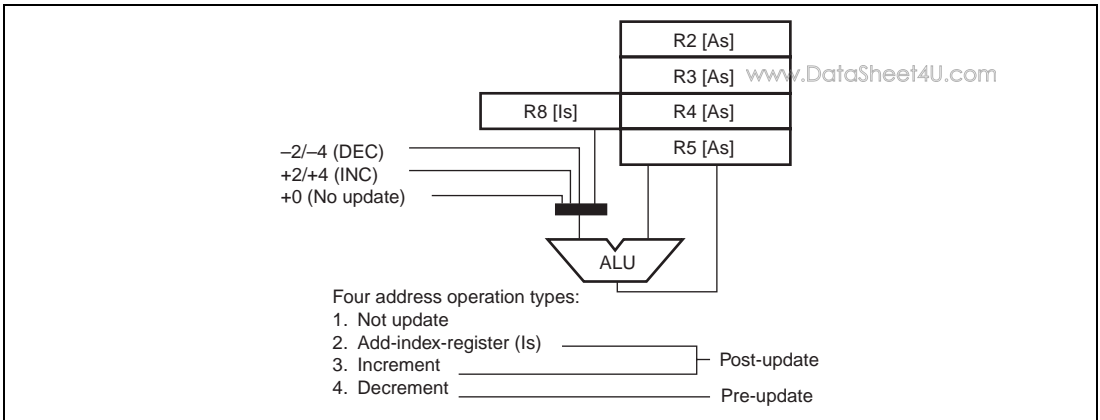 R2 [As]
R3 [As]
www.DataSheet4U.com
R8 [Is]
R4 [As]
R5 [As]
–2/–4 (DEC)
+2/+4 (INC)
+0 (No update)
ALU
Four address operation types:
1. Not update
2. Add-index-register (Is)
3. Increment
Post-update
4. Decrement
Pre-update